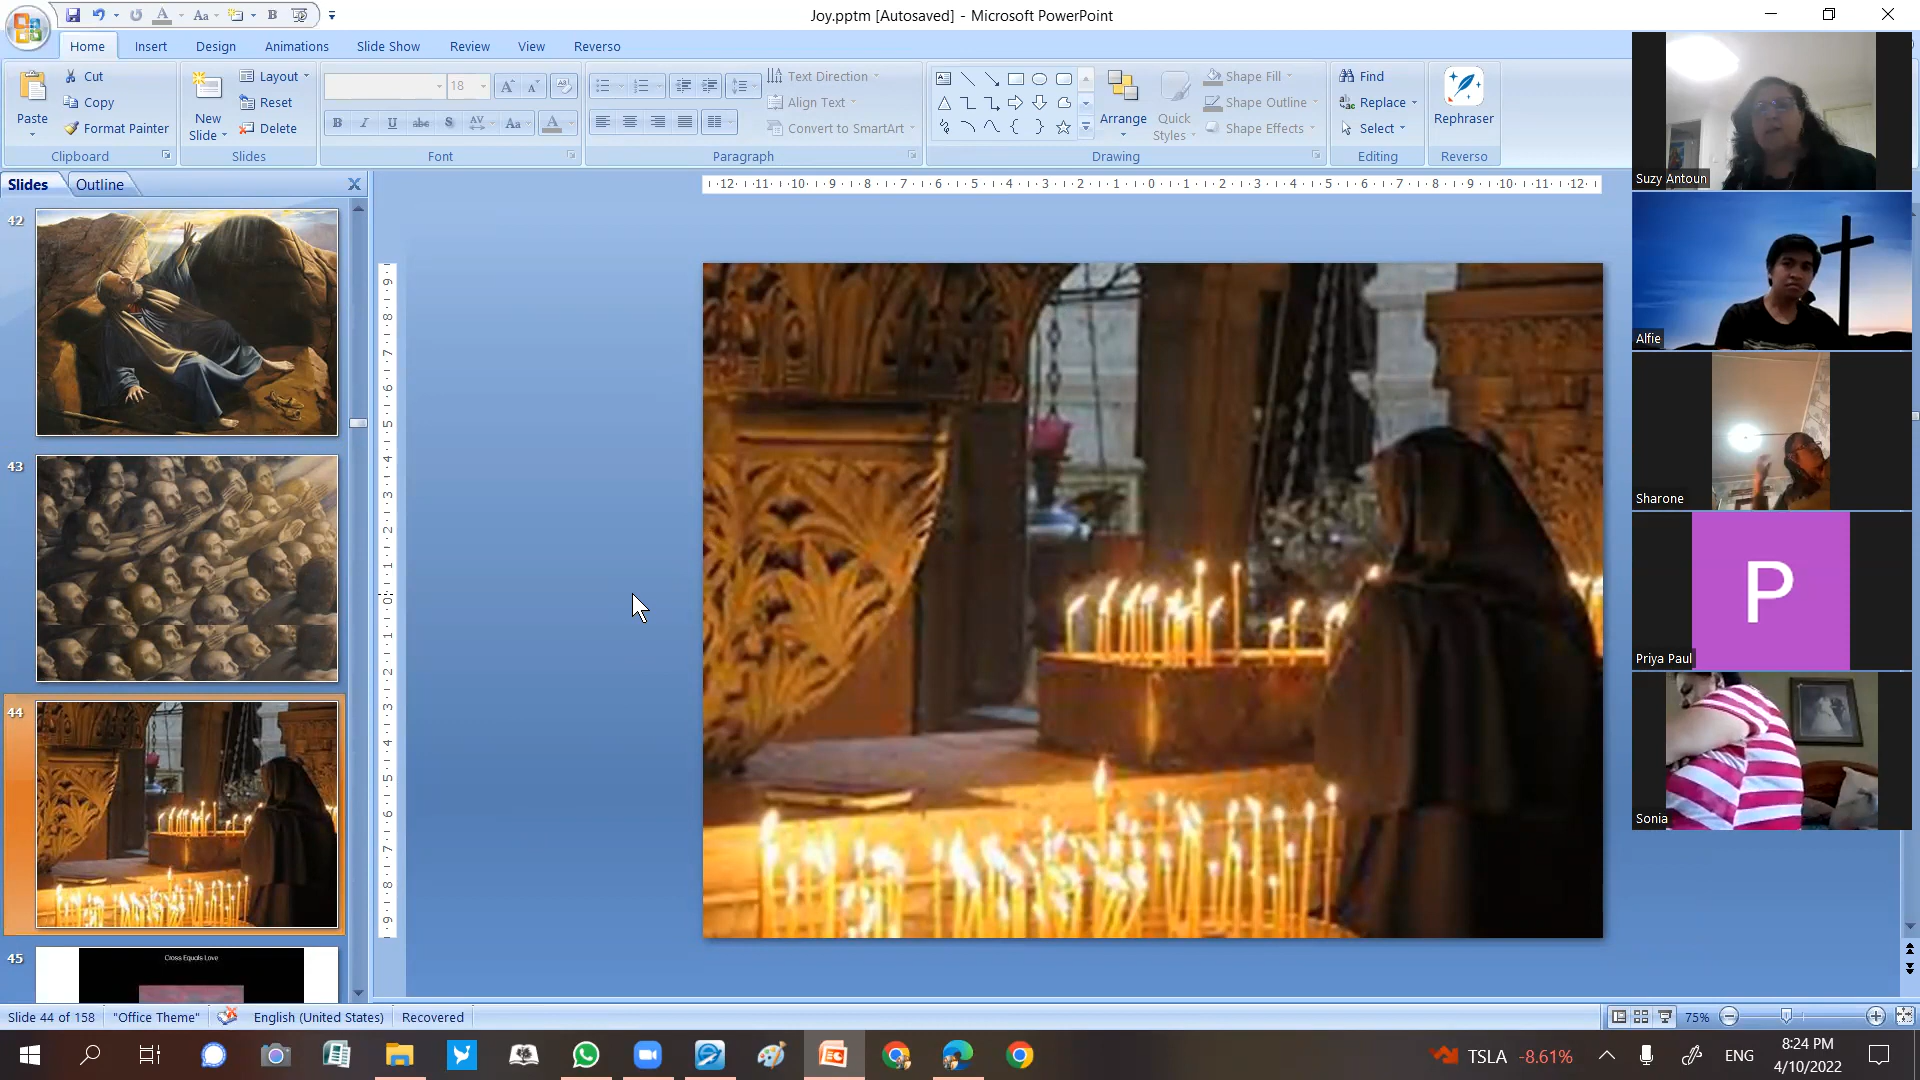 Joy.pptm [Autosaved] - Microsoft PowerPoint
Home Insert Design Animations Slide Show Review View Reverso
Paste
Cut
Copy
Format Painter
Clipboard
New Slide
Layout
Reset
Delete
Slides
18
Font
Text Direction
Align Text
Convert to SmartArt
Paragraph
Arrange
Quick Styles
Shape Fill
Shape Outline
Shape Effects
Drawing
Find
Replace
Select
Editing
Rephraser
Reverso
Slides Outline
42
43
44
45
Cross Equals Love
Suzy Antoun
Alfie
Sharone
P
Priya Paul
Sonia
Slide 44 of 158 "Office Theme" English (United States) Recovered 75%
TSLA -8.61% ENG 8:24 PM
4/10/2022